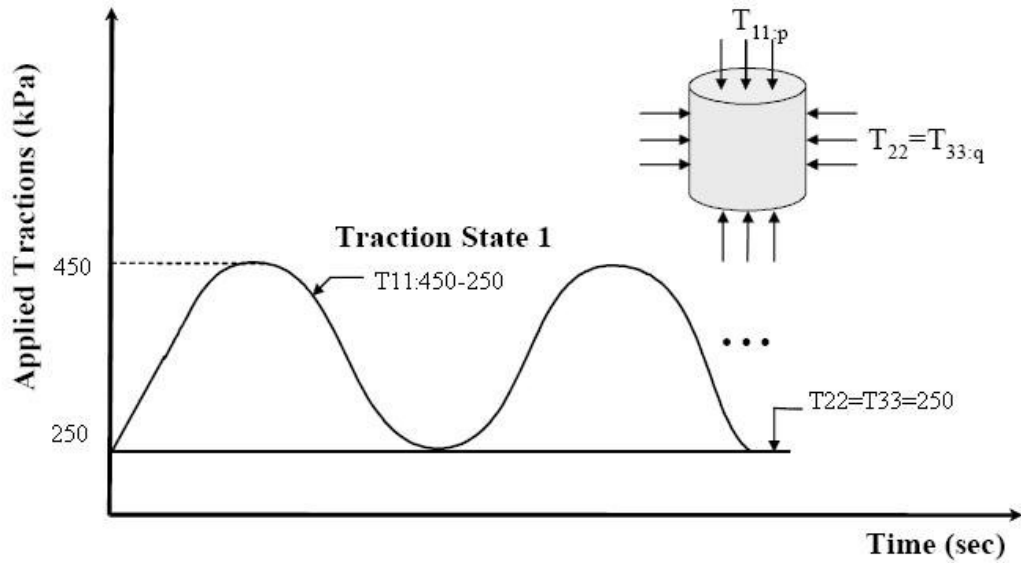 Applied Tractions (kPa)
T11:p
T22=T33:q
Traction State 1
450
T11:450-250
...
T22=T33=250
250
Time (sec)